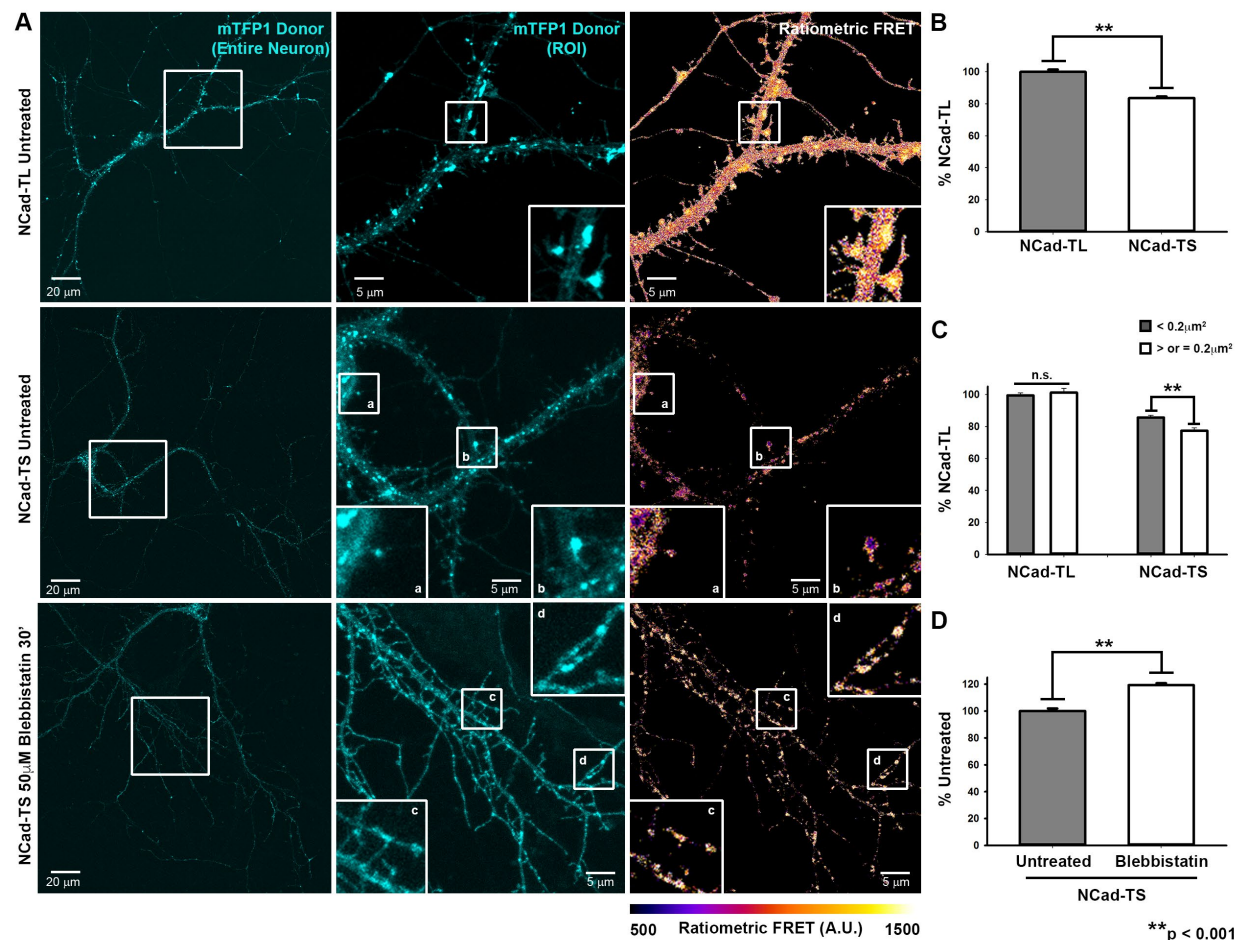 A
mTFP1 Donor
(Entire Neuron)
mTFP1 Donor
(ROI)
Ratiometric FRET
NCad-TL Untreated
20 µm
5 µm
5 µm
NCad-TS Untreated
a
b
a
b
a
b
a
b
20 µm
5 µm
5 µm
NCad-TS 50µM Blebbistatin 30’
d
c
d
c
d
c
d
c
20 µm
5 µm
5 µm
500
Ratiometric FRET (A.U.)
1500
B
**
% NCad-TL
100
80
60
40
20
0
NCad-TL
NCad-TS
C
< 0.2µm²
> or = 0.2µm²
n.s.
**
% NCad-TL
100
80
60
40
20
0
NCad-TL
NCad-TS
D
**
% Untreated
120
100
80
60
40
20
0
Untreated
Blebbistatin
NCad-TS
**p < 0.001